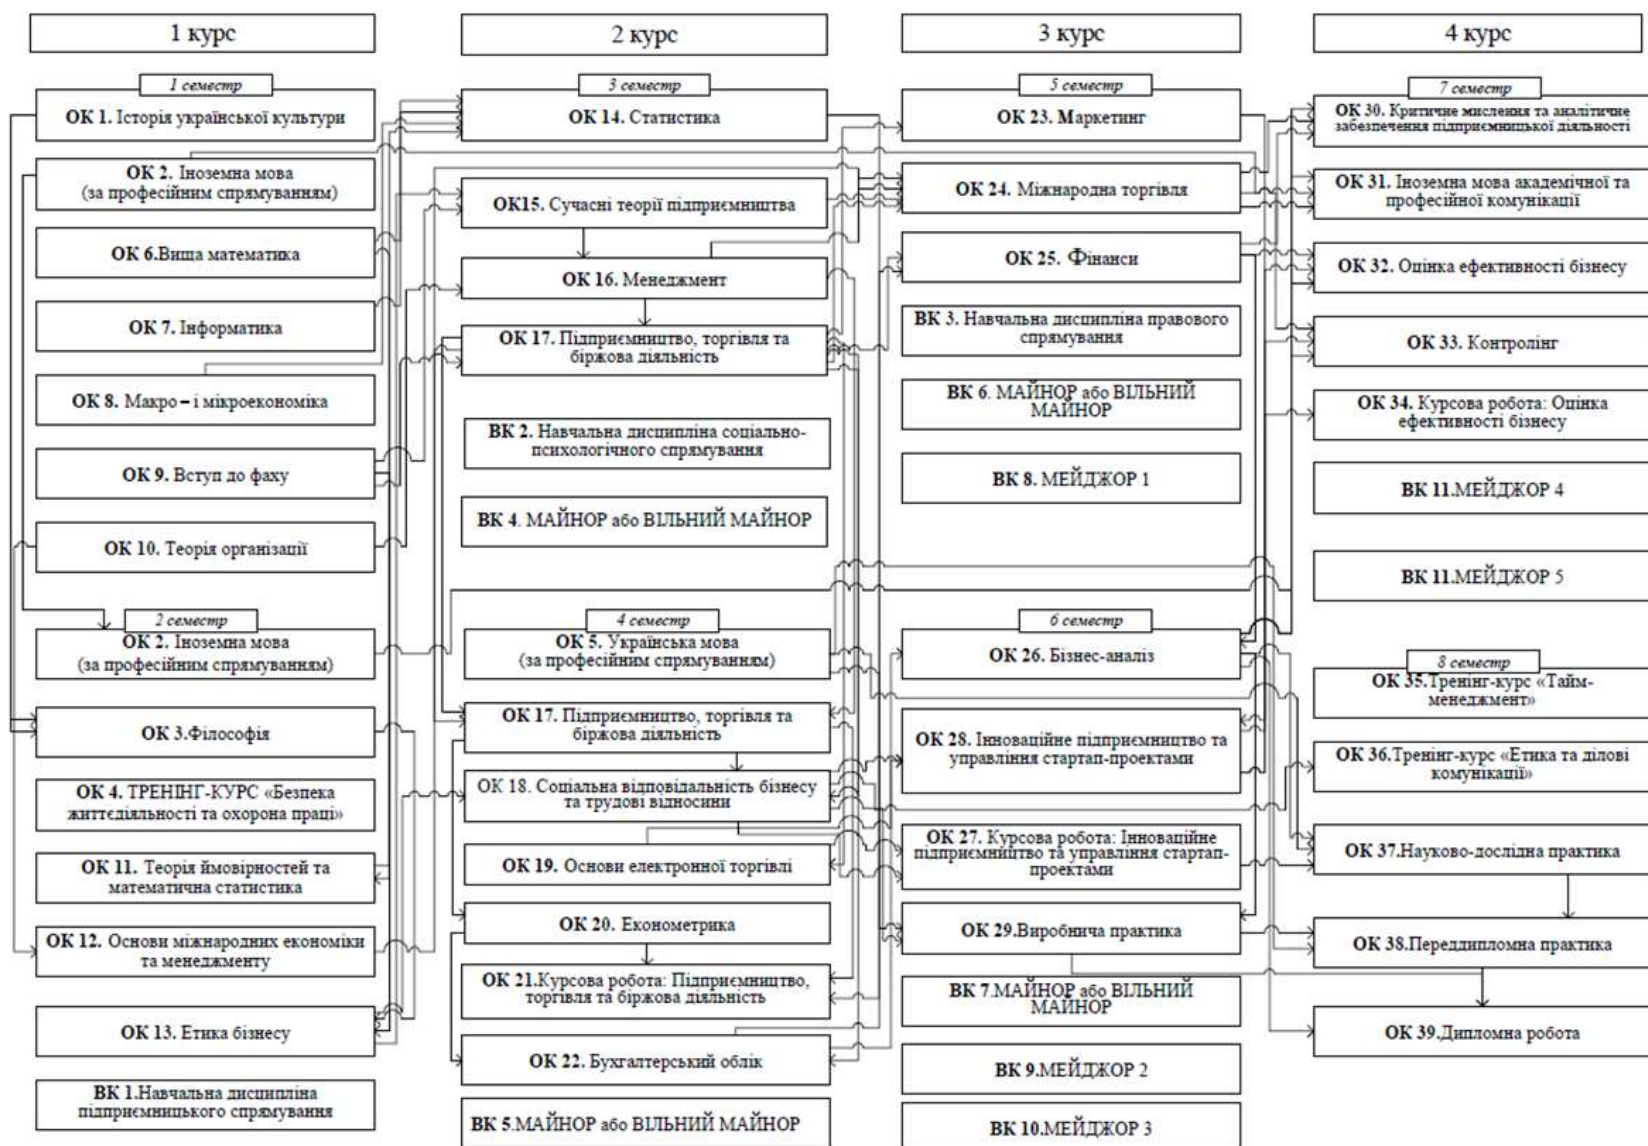 1 курс
1 семестр
ОК 1. Історія української культури
ОК 2. Іноземна мова
(за професійним спрямуванням)
ОК 6.Вища математика
ОК 7. Інформатика
ОК 8. Макро – і мікроекономіка
ОК 9. Вступ до фаху
ОК 10. Теорія організації
2 семестр
ОК 2. Іноземна мова
(за професійним спрямуванням)
ОК 3.Філософія
ОК 4. ТРЕНІНГ-КУРС «Безпека
життєдіяльності та охорона праці»
ОК 11. Теорія ймовірностей та
математична статистика
ОК 12. Основи міжнародних економіки
та менеджменту
ОК 13. Етика бізнесу
ВК 1.Навчальна дисципліна
підприємницького спрямування
2 курс
3 семестр
ОК 14. Статистика
ОК15. Сучасні теорії підприємництва
ОК 16. Менеджмент
ОК 17. Підприємництво, торгівля та
біржова діяльність
ВК 2. Навчальна дисципліна соціально-
психологічного спрямування
ВК 4. МАЙНОР або ВІЛЬНИЙ МАЙНОР
4 семестр
ОК 5. Українська мова
(за професійним спрямуванням)
ОК 17. Підприємництво, торгівля та
біржова діяльність
ОК 18. Соціальна відповідальність бізнесу
та трудові відносини
ОК 19. Основи електронної торгівлі
ОК 20. Економетрика
ОК 21.Курсова робота: Підприємництво,
торгівля та біржова діяльність
ОК 22. Бухгалтерський облік
ВК 5.МАЙНОР або ВІЛЬНИЙ МАЙНОР
3 курс
5 семестр
ОК 23. Маркетинг
ОК 24. Міжнародна торгівля
ОК 25. Фінанси
ВК 3. Навчальна дисципліна правового
спрямування
ВК 6. МАЙНОР або ВІЛЬНИЙ
МАЙНОР
ВК 8. МЕЙДЖОР 1
6 семестр
ОК 26. Бізнес-аналіз
ОК 28. Інноваційне підприємництво та
управління стартап-проектами
ОК 27. Курсова робота: Інноваційне
підприємництво та управління стартап-
проектами
ОК 29.Виробнича практика
ВК 7.МАЙНОР або ВІЛЬНИЙ
МАЙНОР
ВК 9.МЕЙДЖОР 2
ВК 10.МЕЙДЖОР 3
4 курс
7 семестр
ОК 30. Критичне мислення та аналітичне
забезпечення підприємницької діяльності
ОК 31. Іноземна мова академічної та
професійної комунікації
ОК 32. Оцінка ефективності бізнесу
ОК 33. Контролінг
ОК 34. Курсова робота: Оцінка
ефективності бізнесу
ВК 11.МЕЙДЖОР 4
ВК 11.МЕЙДЖОР 5
8 семестр
ОК 35.Тренінг-курс «Тайм-
менеджмент»
ОК 36.Тренінг-курс «Етика та ділові
комунікації»
ОК 37.Науково-дослідна практика
ОК 38.Переддипломна практика
ОК 39.Дипломна робота